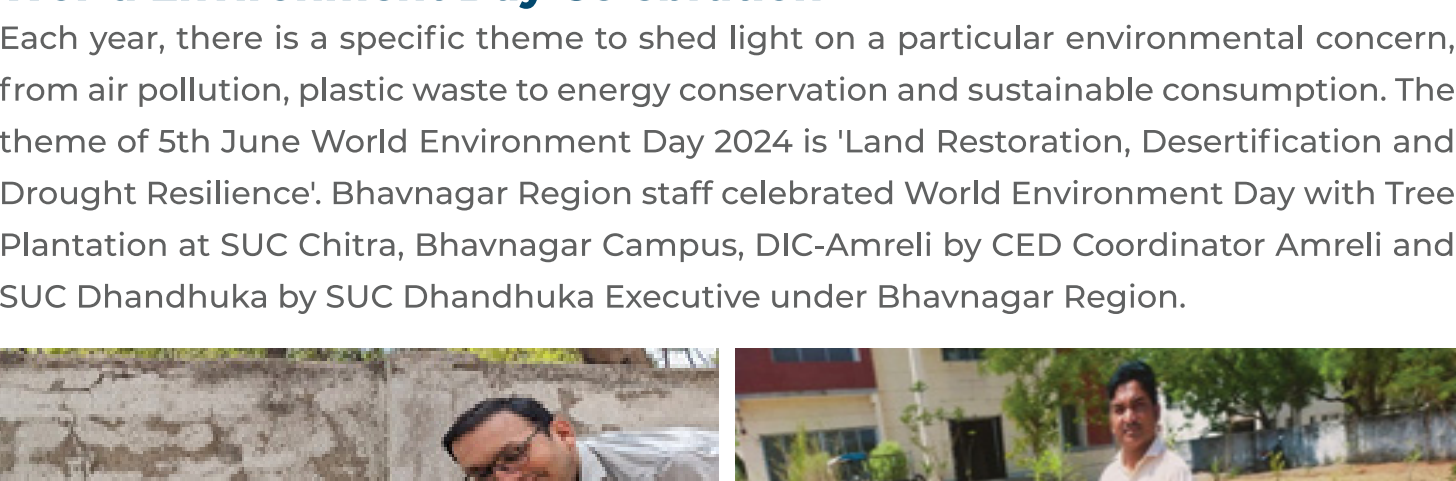 Each year, there is a specific theme to shed light on a particular environmental concern,
from air pollution, plastic waste to energy conservation and sustainable consumption. The
theme of 5th June World Environment Day 2024 is 'Land Restoration, Desertification and
Drought Resilience'. Bhavnagar Region staff celebrated World Environment Day with Tree
Plantation at SUC Chitra, Bhavnagar Campus, DIC-Amreli by CED Coordinator Amreli and
SUC Dhandhuka by SUC Dhandhuka Executive under Bhavnagar Region.